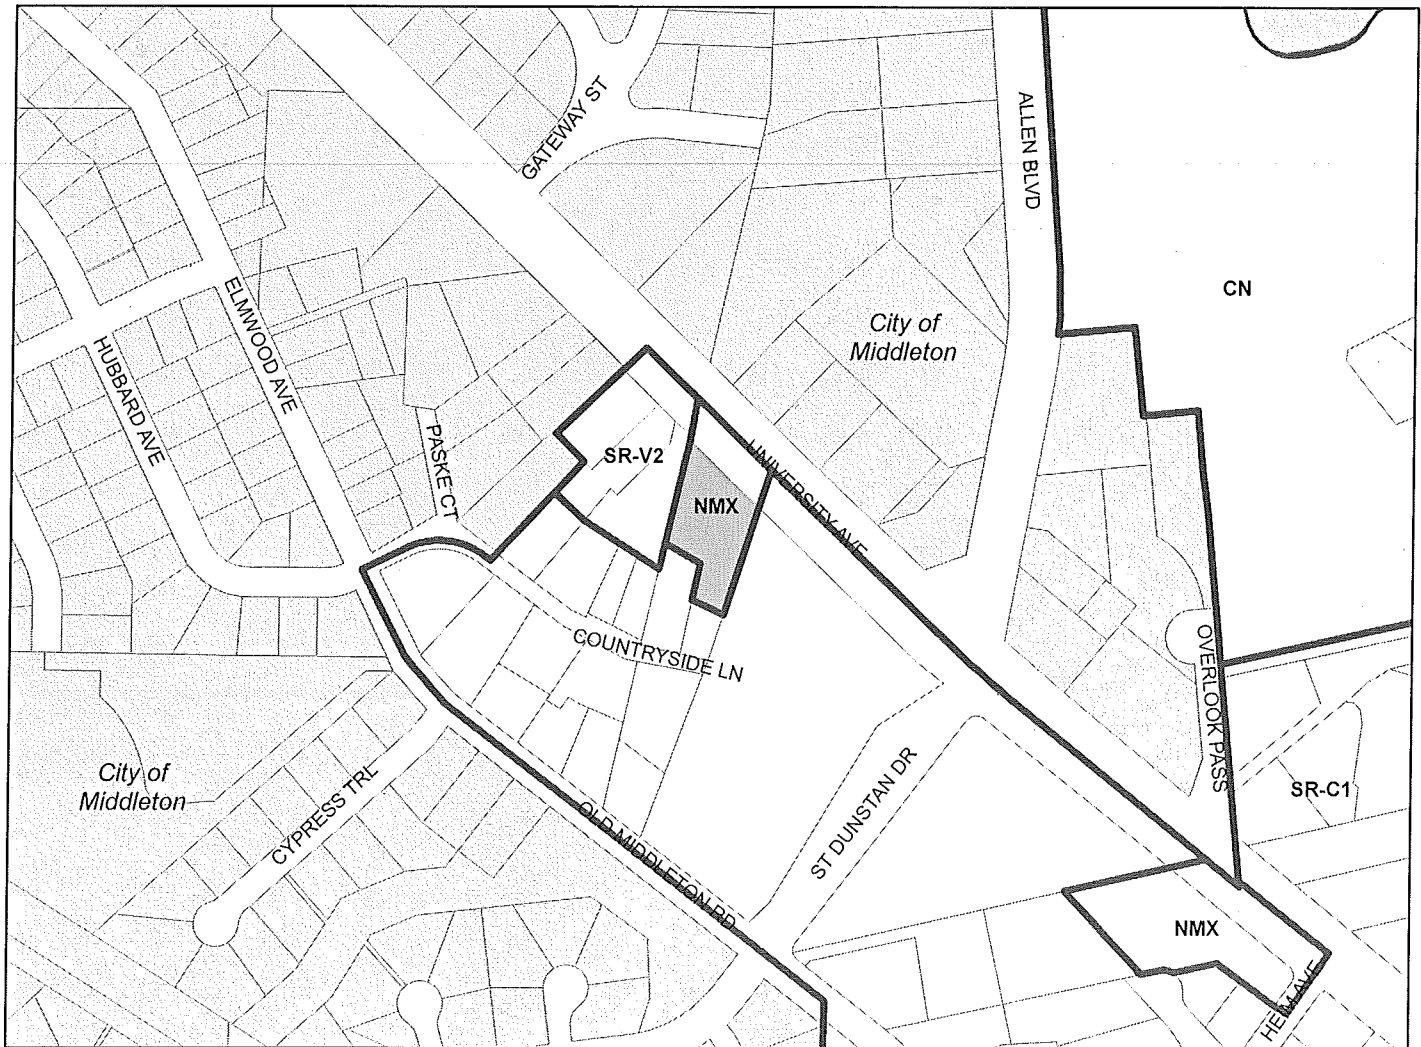 GATEWAY ST
ALLEN BLVD
CN
City of
Middleton
ELMWOOD AVE
HUBBARD AVE
PASKE CT
SR-V2
NMX
UNIVERSITY AVE
COUNTRYSIDE LN
OVERLOOK PASS
City of
Middleton
CYPRESS TRL
OLD MIDDLETON RD
ST DUNSTAN DR
SR-C1
NMX
HEIM AVE